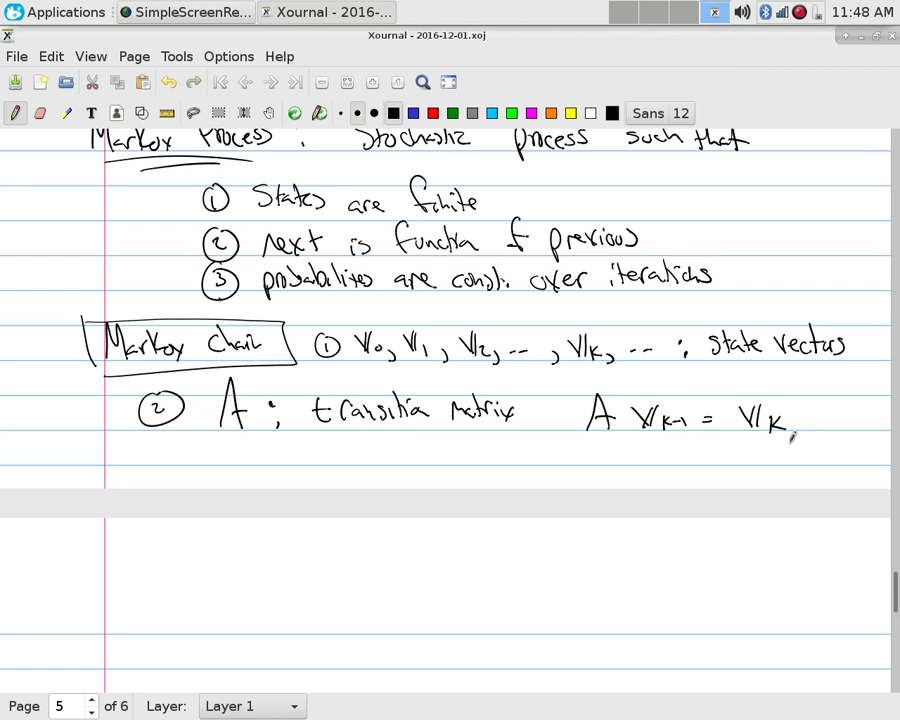 Applications SimpleScreenRe... Xournal - 2016-... 11:48 AM
Xournal - 2016-12-01.xoj
File Edit View Page Tools Options Help
Sans 12
Markov Process : Stochastic process such that
① States are finite
② next is function of previous
③ probabilites are const. over iterations
Markov chain ① V0, V1, V2, --- , VK, --- : state vectors
② A : transition matrix A VK-1 = VK,
Page 5 of 6 Layer: Layer 1